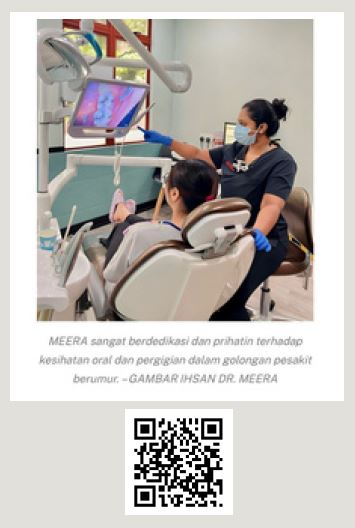 MEERA sangat berdedikasi dan prihatin terhadap
kesihatan oral dan pergigian dalam golongan pesakit
berumur. – GAMBAR IHSAN DR. MEERA